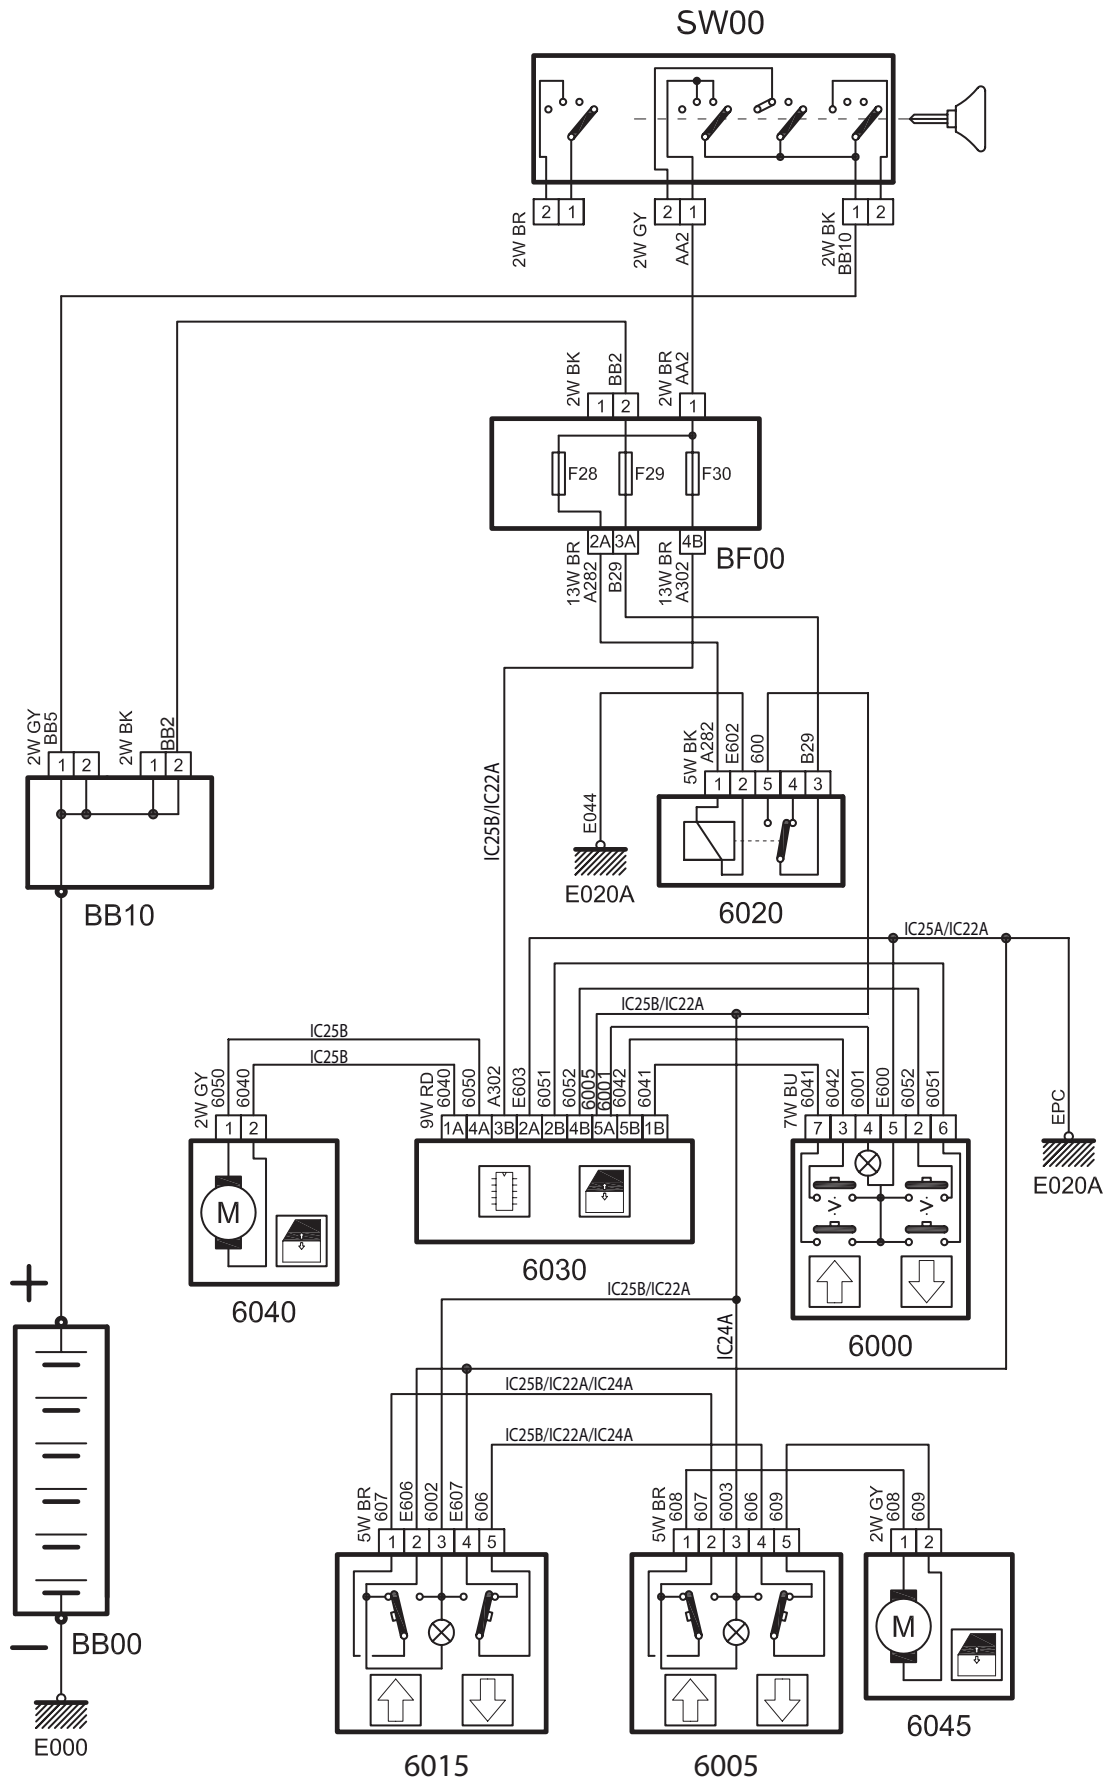 SW00
2 1
2 1
1 2
2W BR
2W GY
AA2
2W BK
BB10
2W BK
BB2
2W BR
AA2
1 2
1
F28
F29
F30
2A 3A
4B
BF00
13W BR
A282
B29
13W BR
A302
2W GY
BB5
2W BK
BB2
1 2
1 2
BB10
IC25B/IC22A
E044
E020A
5W BK
A282
E602
600
B29
1 2 5 4 3
6020
IC25A/IC22A
IC25B/IC22A
IC25B
IC25B
2W GY
6050
6040
1 2
M
6040
9W RD
6040
6050
A302
E603
6051
6052
6005
6001
6042
6041
1A 4A 3B 2A 2B 4B 5A 5B 1B
6030
7W BU
6041
6042
6001
E600
6052
6051
7 3 4 5 2 6
6000
EPC
E020A
IC25B/IC22A
IC24A
IC25B/IC22A/IC24A
IC25B/IC22A/IC24A
+
−
BB00
E000
5W BR
607
E606
6002
E607
606
1 2 3 4 5
6015
5W BR
608
607
6003
606
609
1 2 3 4 5
6005
2W GY
608
609
1 2
M
6045